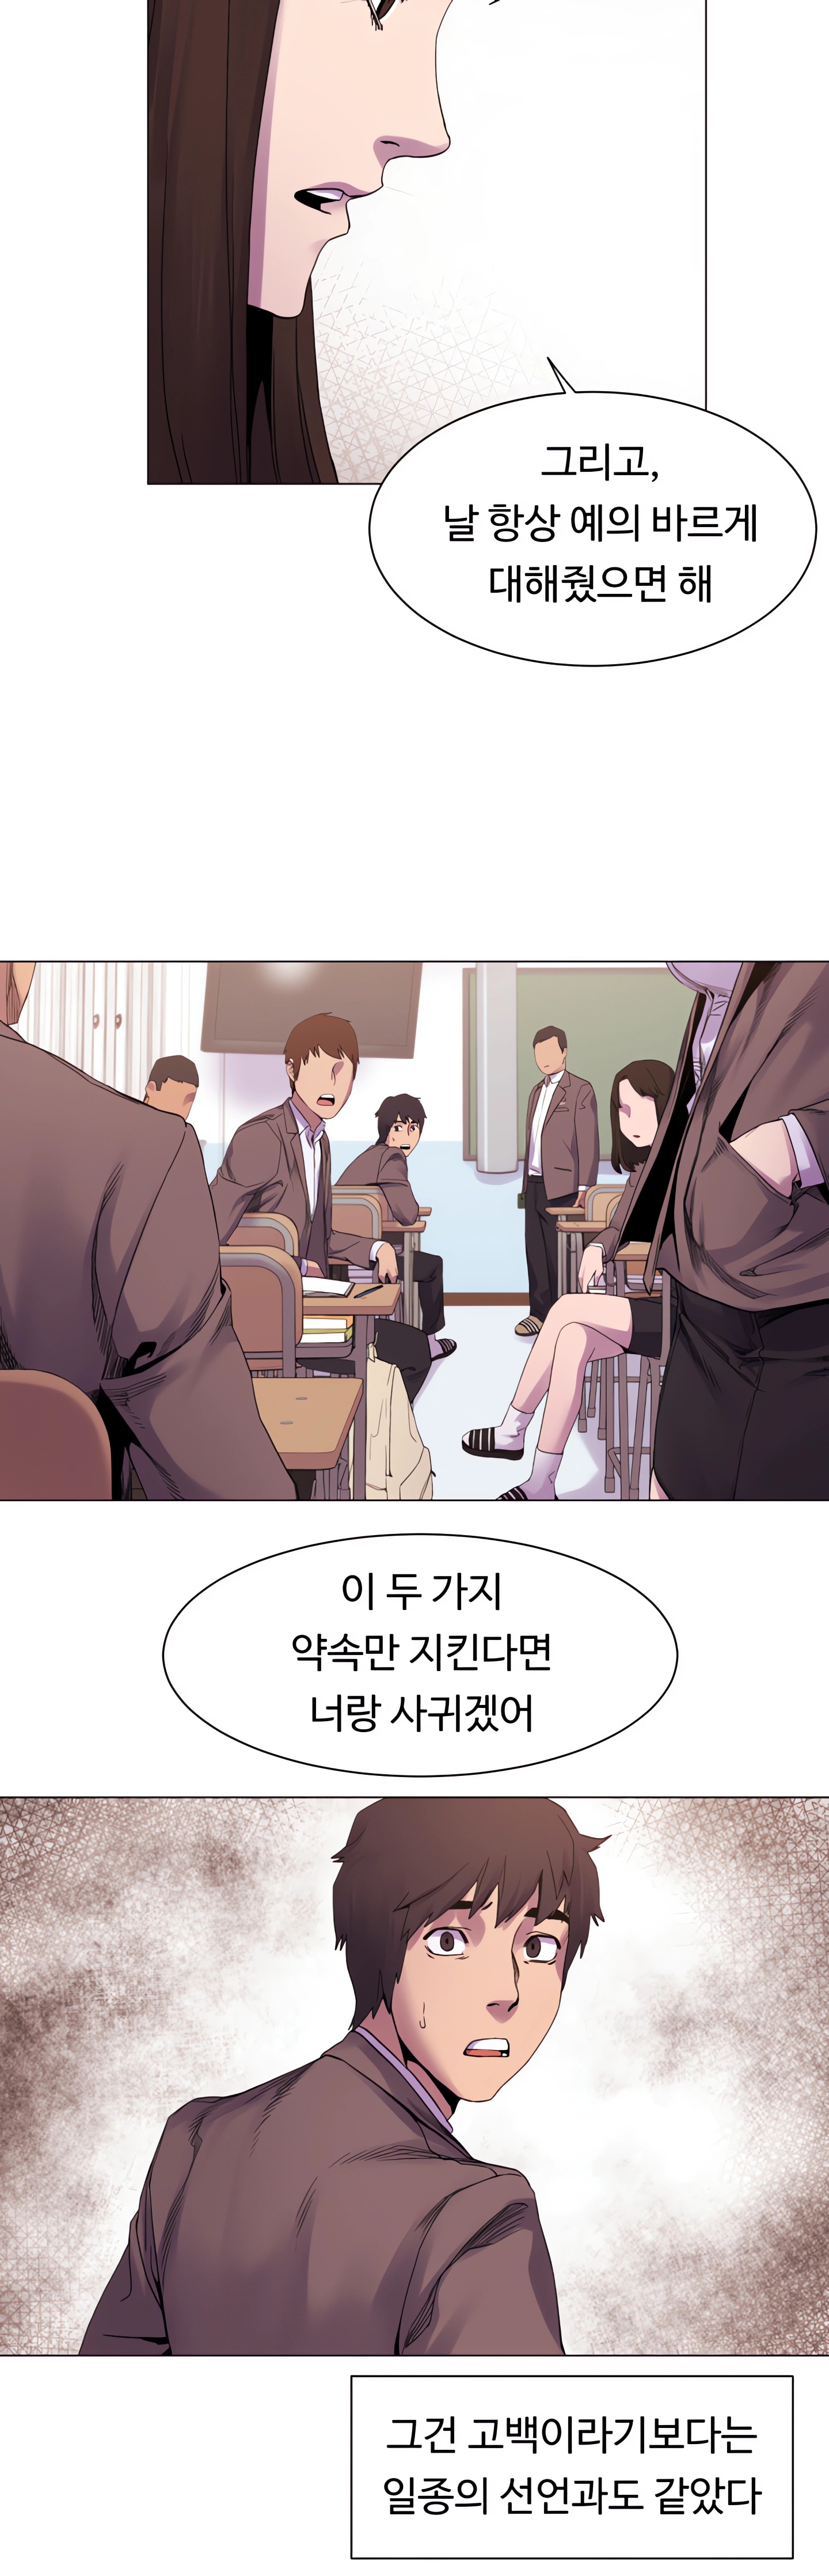 그리고,
날 항상 예의 바르게
대해줬으면 해
이 두 가지
약속만 지킨다면
너랑 사귀겠어
그건 고백이라기보다는
일종의 선언과도 같았다